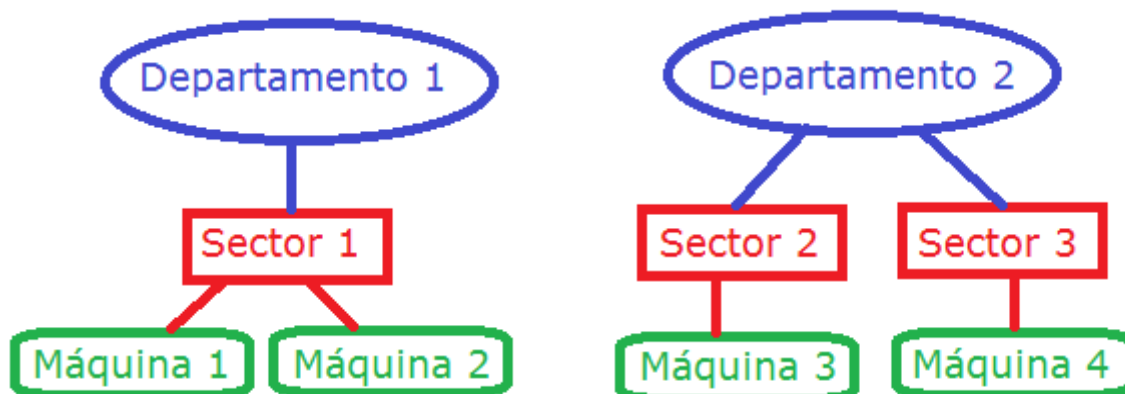 Departamento 1
Departamento 2
Sector 1
Sector 2
Sector 3
Máquina 1
Máquina 2
Máquina 3
Máquina 4